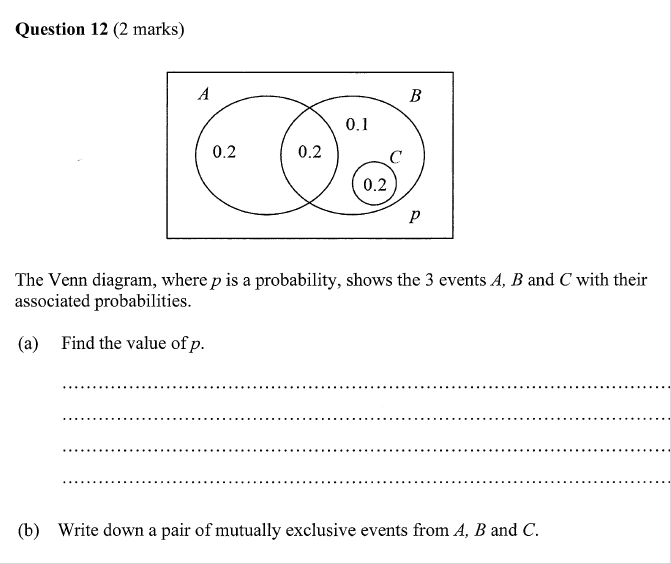 Question 12 (2 marks)
A
B
0.1
0.2
0.2
C
0.2
p
The Venn diagram, where p is a probability, shows the 3 events A, B and C with their
associated probabilities.
(a) Find the value of p.
(b) Write down a pair of mutually exclusive events from A, B and C.